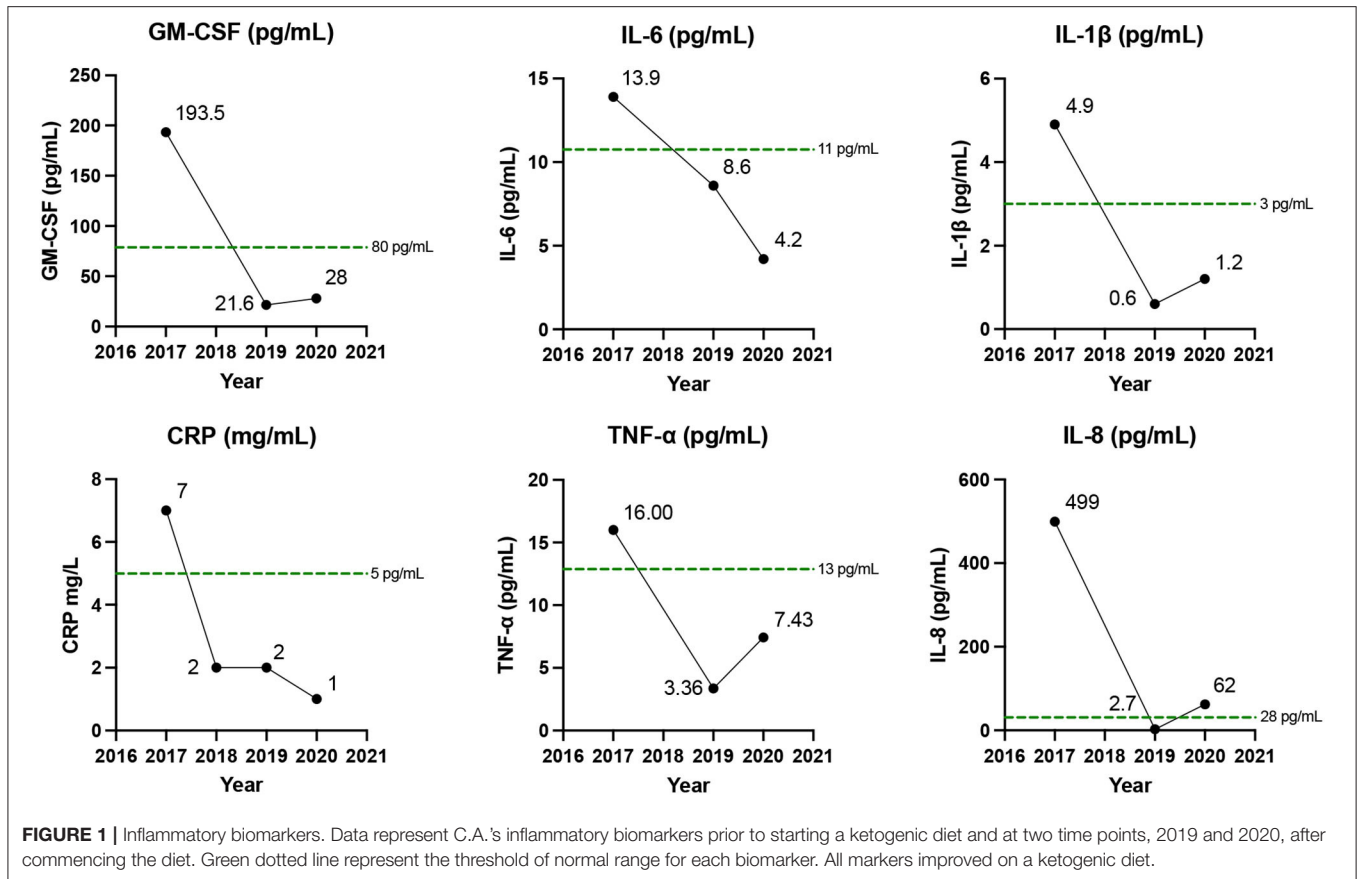 GM-CSF (pg/mL)
250
200
150
100
50
0
GM-CSF (pg/mL)
193.5
80 pg/mL
21.6
28
2016 2017 2018 2019 2020 2021
Year
IL-6 (pg/mL)
15
10
5
0
IL-6 (pg/mL)
13.9
11 pg/mL
8.6
4.2
2016 2017 2018 2019 2020 2021
Year
IL-1β (pg/mL)
6
4
2
0
IL-1β (pg/mL)
4.9
3 pg/mL
0.6
1.2
2016 2017 2018 2019 2020 2021
Year
CRP (mg/mL)
8
6
4
2
0
CRP mg/L
7
5 pg/mL
2
2
1
2016 2017 2018 2019 2020 2021
Year
TNF-α (pg/mL)
20
15
10
5
0
TNF-α (pg/mL)
16.00
13 pg/mL
3.36
7.43
2016 2017 2018 2019 2020 2021
Year
IL-8 (pg/mL)
600
400
200
0
IL-8 (pg/mL)
499
2.7
62
28 pg/mL
2016 2017 2018 2019 2020 2021
Year
FIGURE 1 | Inflammatory biomarkers. Data represent C.A.'s inflammatory biomarkers prior to starting a ketogenic diet and at two time points, 2019 and 2020, after
commencing the diet. Green dotted line represent the threshold of normal range for each biomarker. All markers improved on a ketogenic diet.